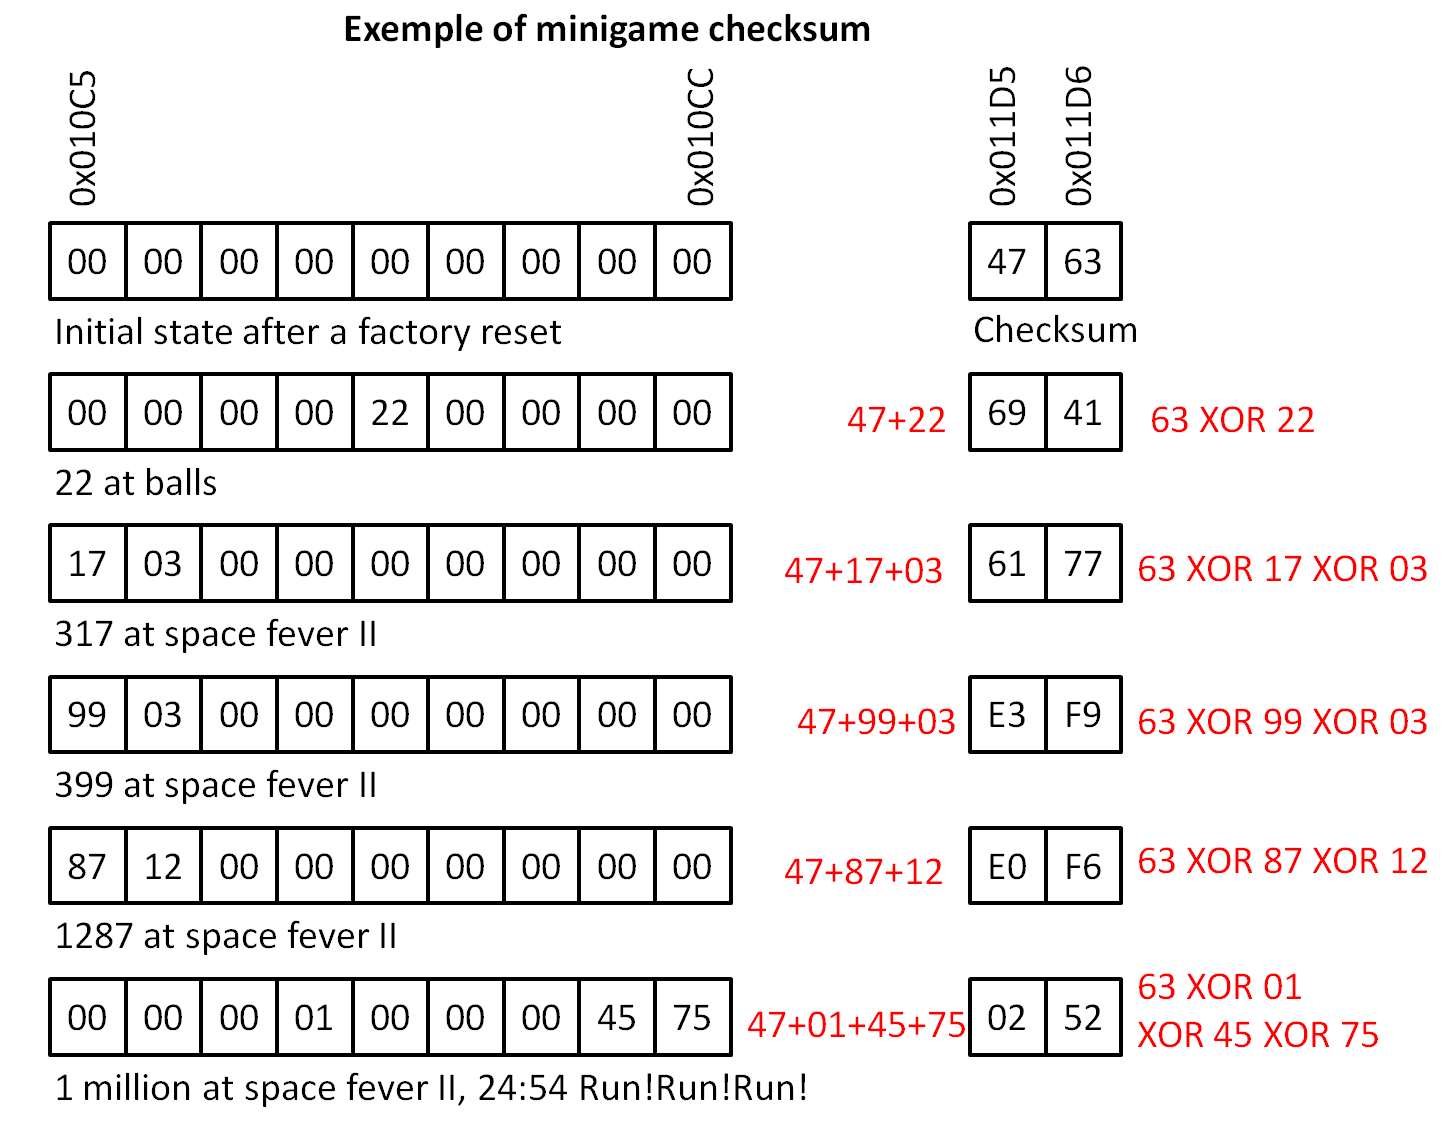 Exemple of minigame checksum
0x010C5 0x010CC 0x011D5 0x011D6
00 00 00 00 00 00 00 00 00 47 63
Initial state after a factory reset Checksum
00 00 00 00 22 00 00 00 00 47+22 69 41 63 XOR 22
22 at balls
17 03 00 00 00 00 00 00 00 47+17+03 61 77 63 XOR 17 XOR 03
317 at space fever II
99 03 00 00 00 00 00 00 00 47+99+03 E3 F9 63 XOR 99 XOR 03
399 at space fever II
87 12 00 00 00 00 00 00 00 47+87+12 E0 F6 63 XOR 87 XOR 12
1287 at space fever II
00 00 00 01 00 00 00 45 75 47+01+45+75 02 52 63 XOR 01
XOR 45 XOR 75
1 million at space fever II, 24:54 Run!Run!Run!